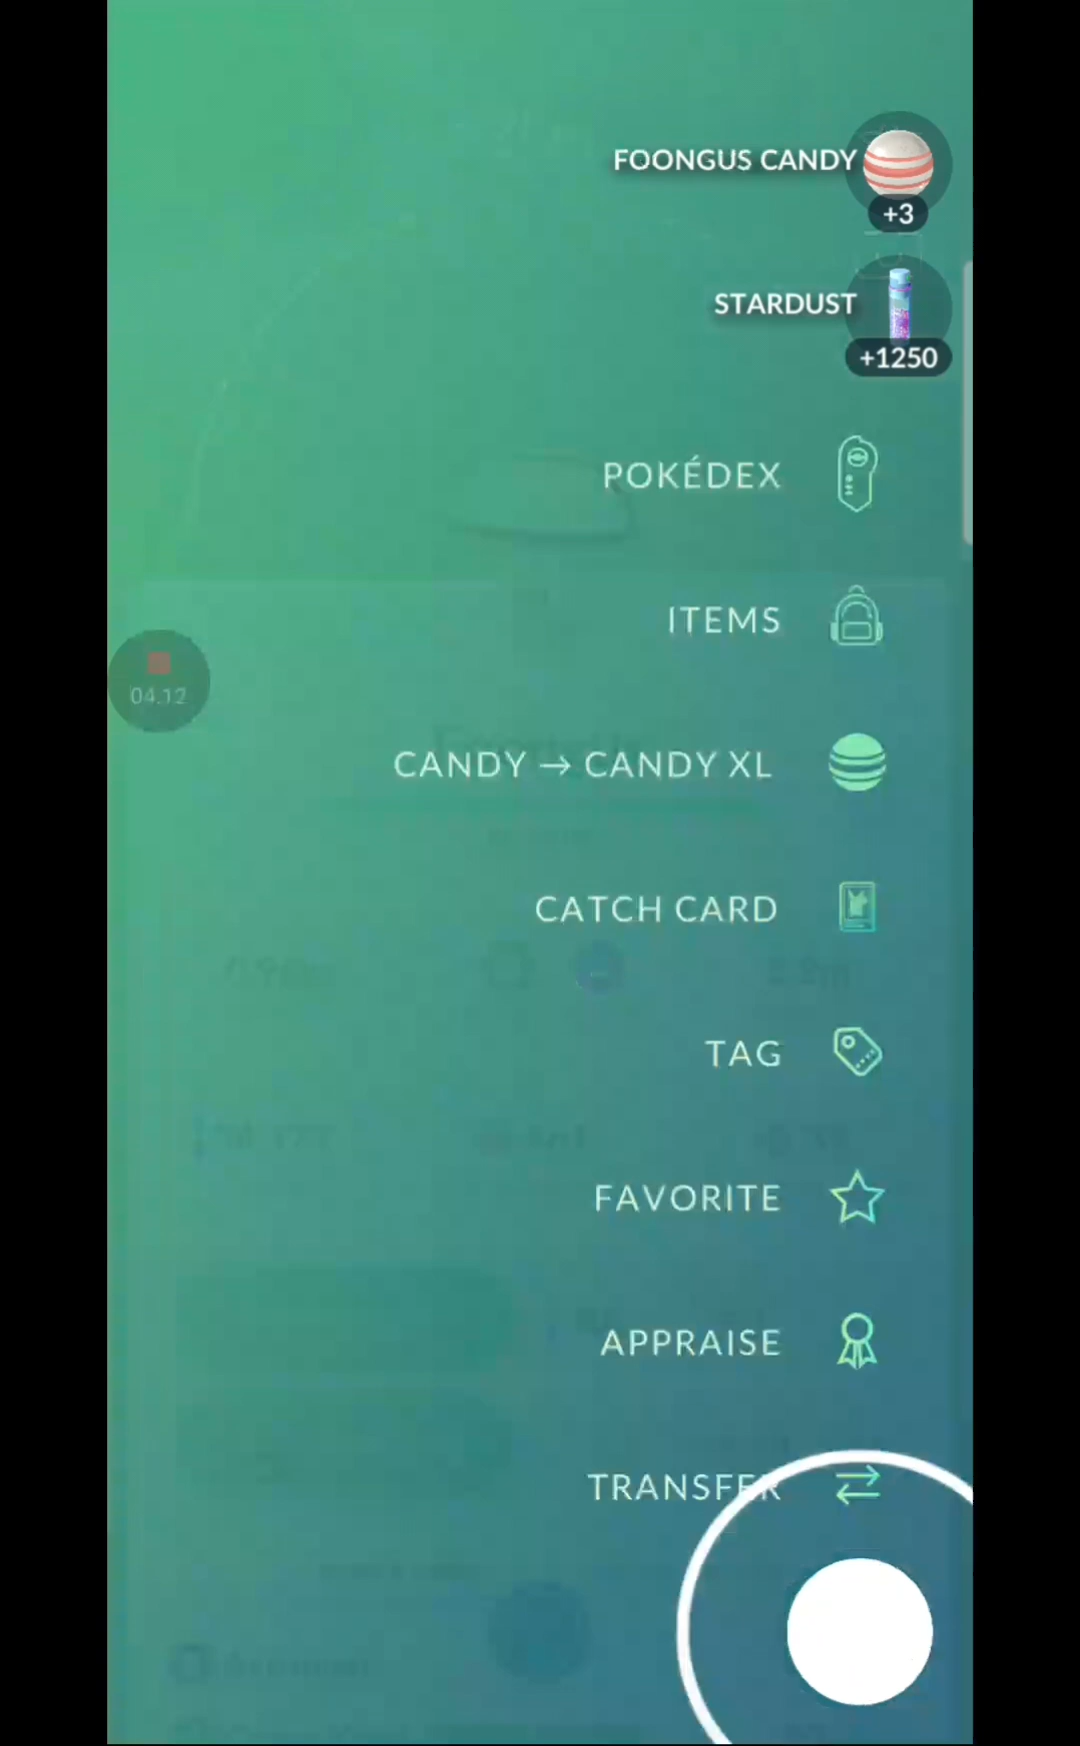 FOONGUS CANDY
+3
STARDUST
+1250
POKÉDEX
ITEMS
04.12
CANDY → CANDY XL
CATCH CARD
TAG
FAVORITE
APPRAISE
TRANSFER